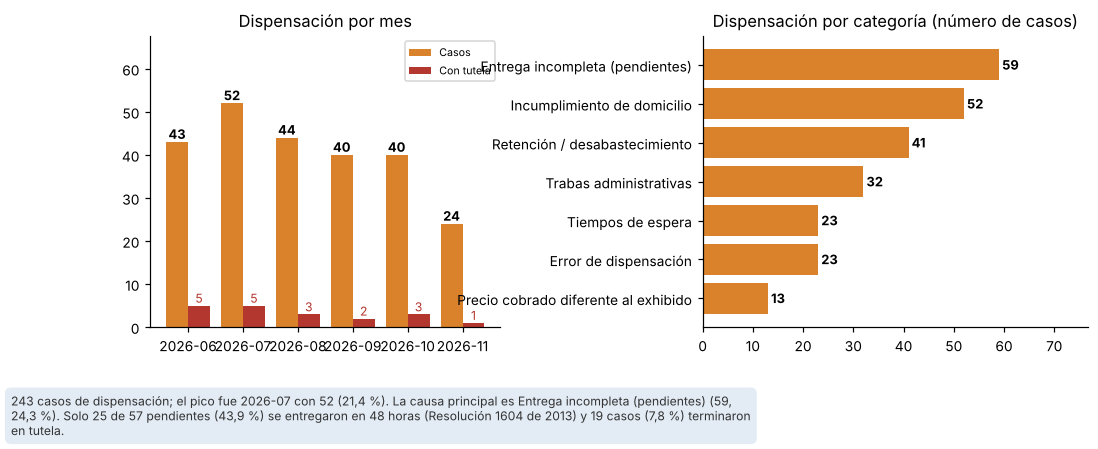 Dispensación por mes
Casos
Con tutela
60
50
40
30
20
10
0
43
52
44
40
40
24
5
5
3
2
3
1
2026-06
2026-07
2026-08
2026-09
2026-10
2026-11
Dispensación por categoría (número de casos)
Entrega incompleta (pendientes)
59
Incumplimiento de domicilio
52
Retención / desabastecimiento
41
Trabas administrativas
32
Tiempos de espera
23
Error de dispensación
23
Precio cobrado diferente al exhibido
13
0
10
20
30
40
50
60
70
243 casos de dispensación; el pico fue 2026-07 con 52 (21,4 %). La causa principal es Entrega incompleta (pendientes) (59,
24,3 %). Solo 25 de 57 pendientes (43,9 %) se entregaron en 48 horas (Resolución 1604 de 2013) y 19 casos (7,8 %) terminaron
en tutela.